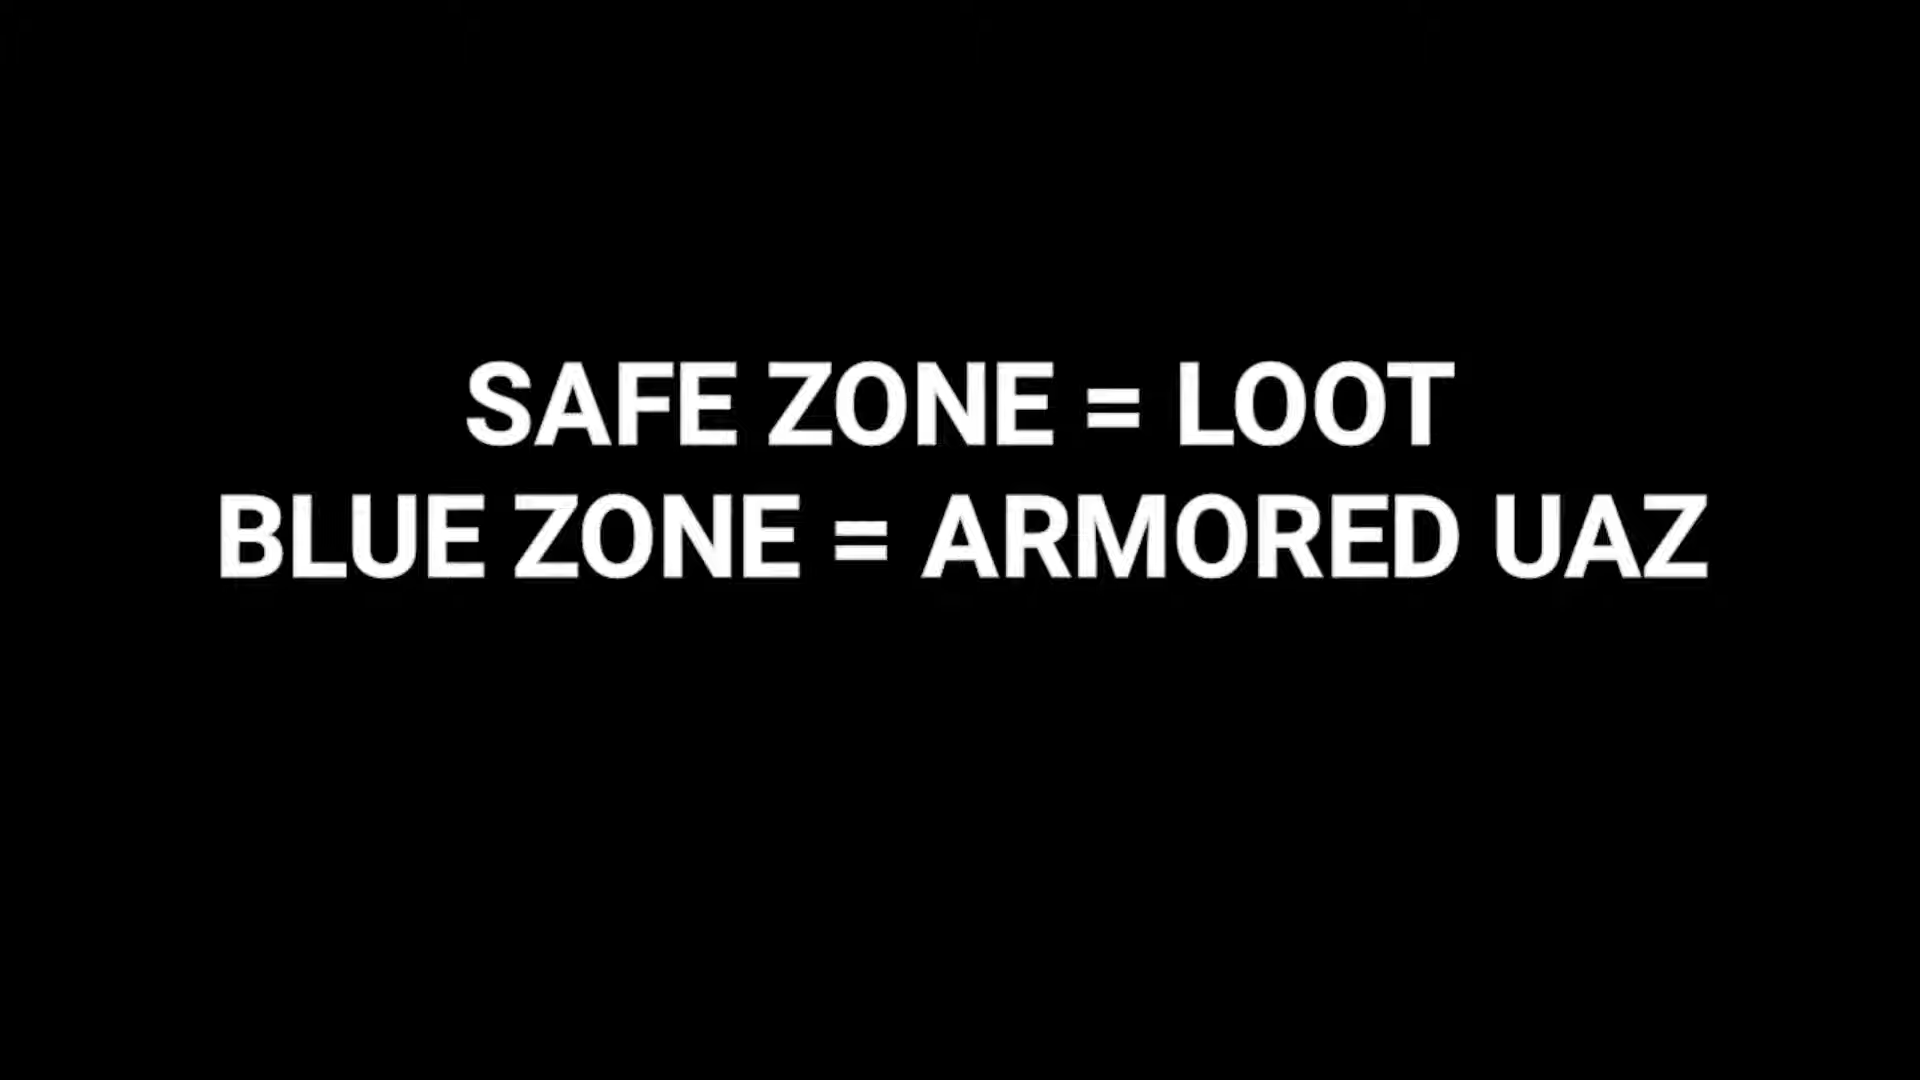 SAFE ZONE = LOOT
BLUE ZONE = ARMORED UAZ